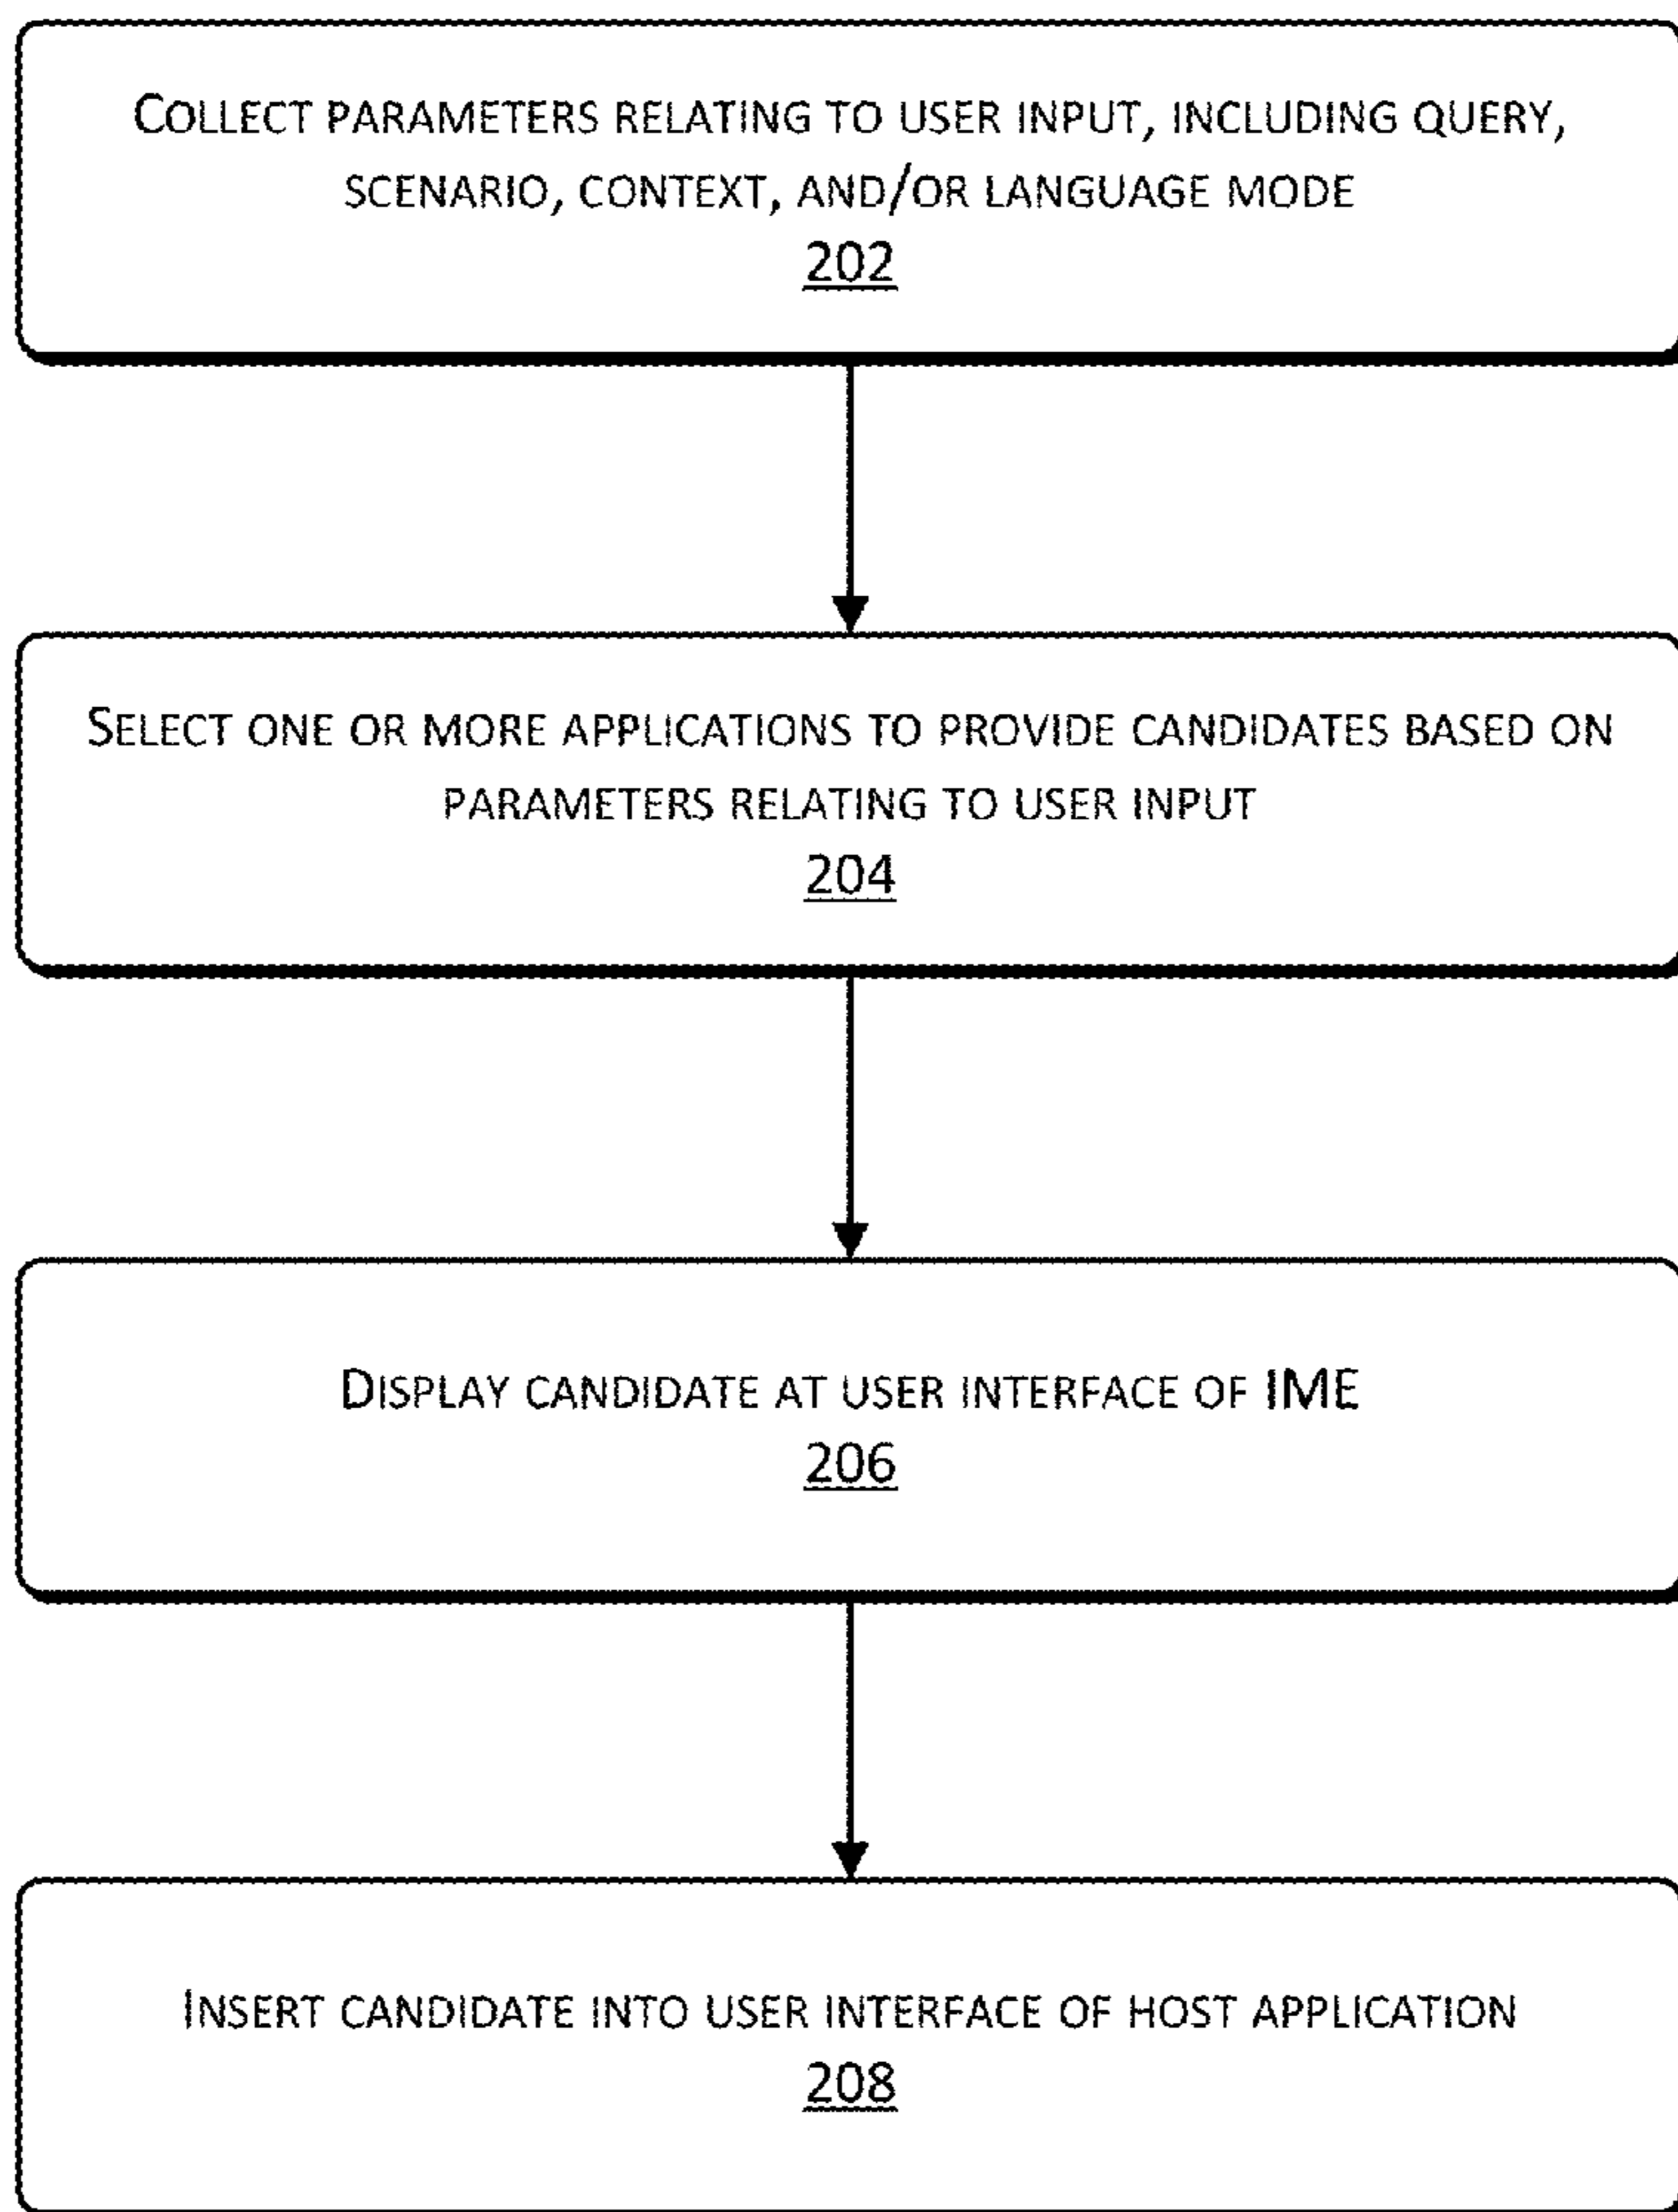 COLLECT PARAMETERS RELATING TO USER INPUT, INCLUDING QUERY,
SCENARIO, CONTEXT, AND/OR LANGUAGE MODE
202
SELECT ONE OR MORE APPLICATIONS TO PROVIDE CANDIDATES BASED ON
PARAMETERS RELATING TO USER INPUT
204
DISPLAY CANDIDATE AT USER INTERFACE OF IME
206
INSERT CANDIDATE INTO USER INTERFACE OF HOST APPLICATION
208